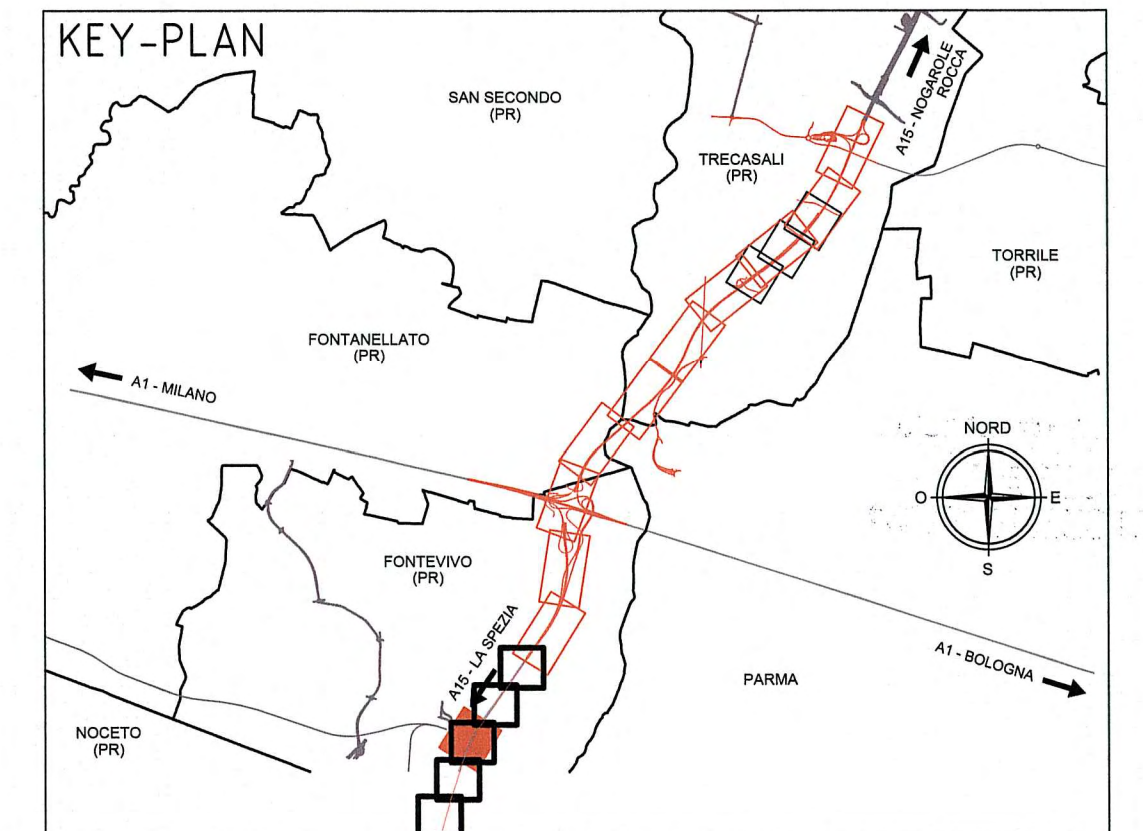 KEY-PLAN
SAN SECONDO
(PR)
A15 - NOGAROLE
ROCCA
TRECASALI
(PR)
TORRILE
(PR)
FONTANELLATO
(PR)
A1 - MILANO
NORD
O
E
S
FONTEVIVO
(PR)
A15 - LA SPEZIA
A1 - BOLOGNA
PARMA
NOCETO
(PR)